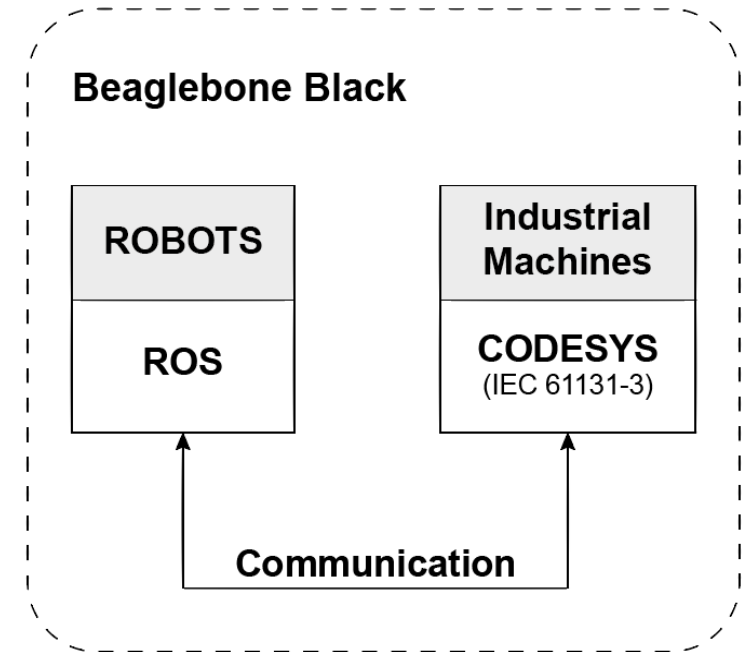 Beaglebone Black
ROBOTS
ROS
Industrial
Machines
CODESYS
(IEC 61131-3)
Communication